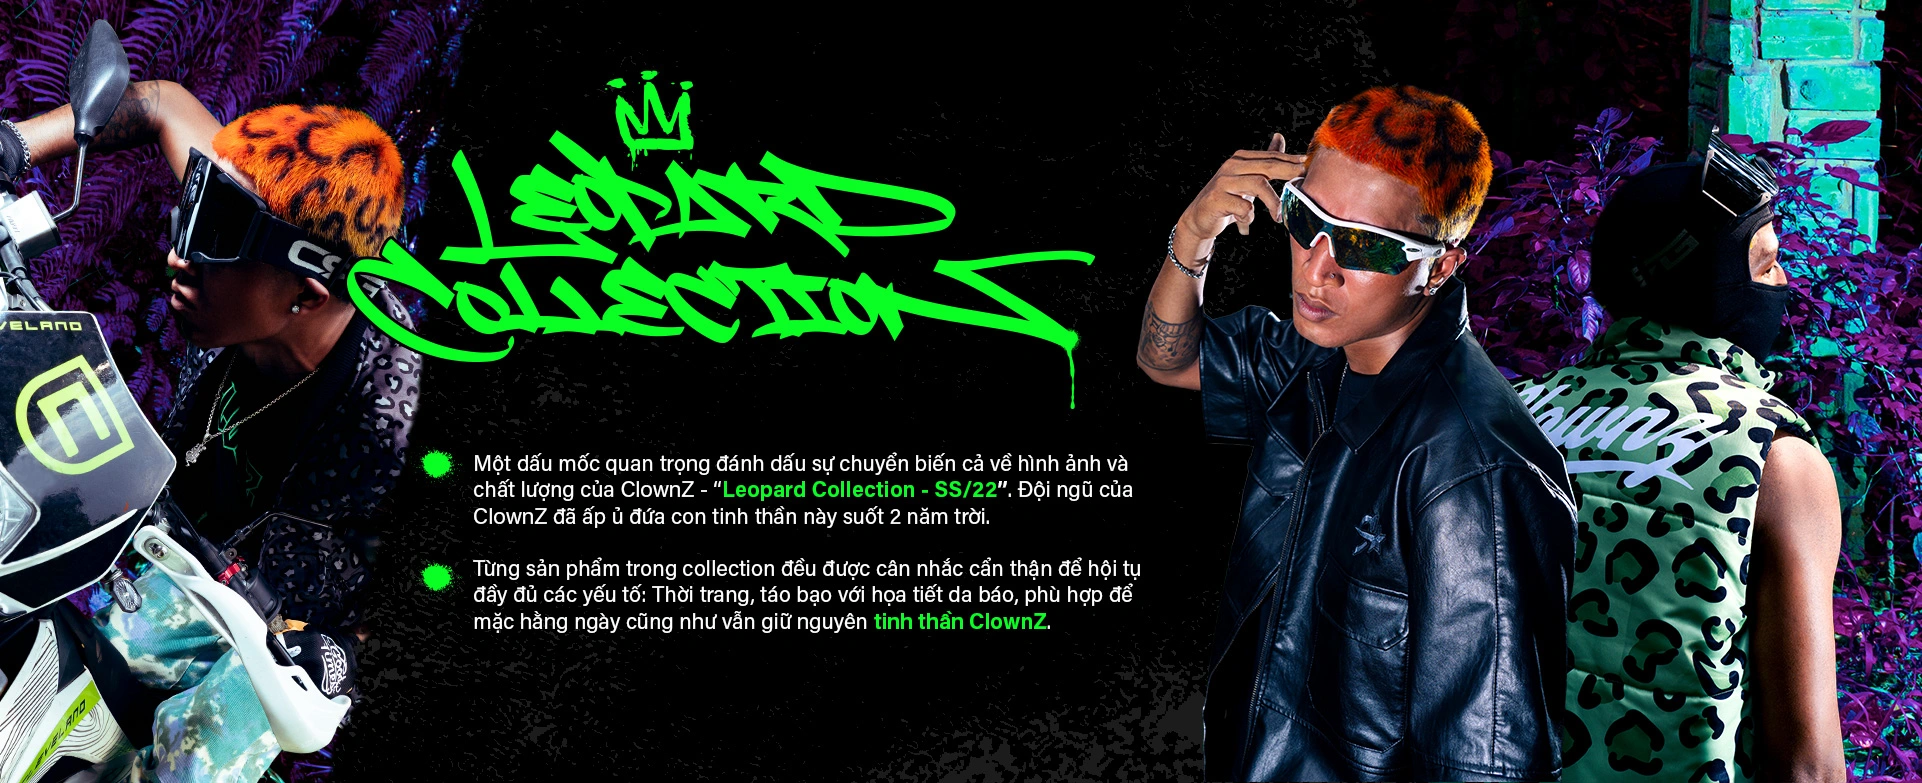 LEOPARD
COLLECTION
VELAND
Một dấu mốc quan trọng đánh dấu sự chuyển biến cả về hình ảnh và
chất lượng của ClownZ - “Leopard Collection - SS/22”. Đội ngũ của
ClownZ đã ấp ủ đứa con tinh thần này suốt 2 năm trời.
Từng sản phẩm trong collection đều được cân nhắc cẩn thận để hội tụ
đầy đủ các yếu tố: Thời trang, táo bạo với họa tiết da báo, phù hợp để
mặc hằng ngày cũng như vẫn giữ nguyên tinh thần ClownZ.
ClownZ
EVELAND